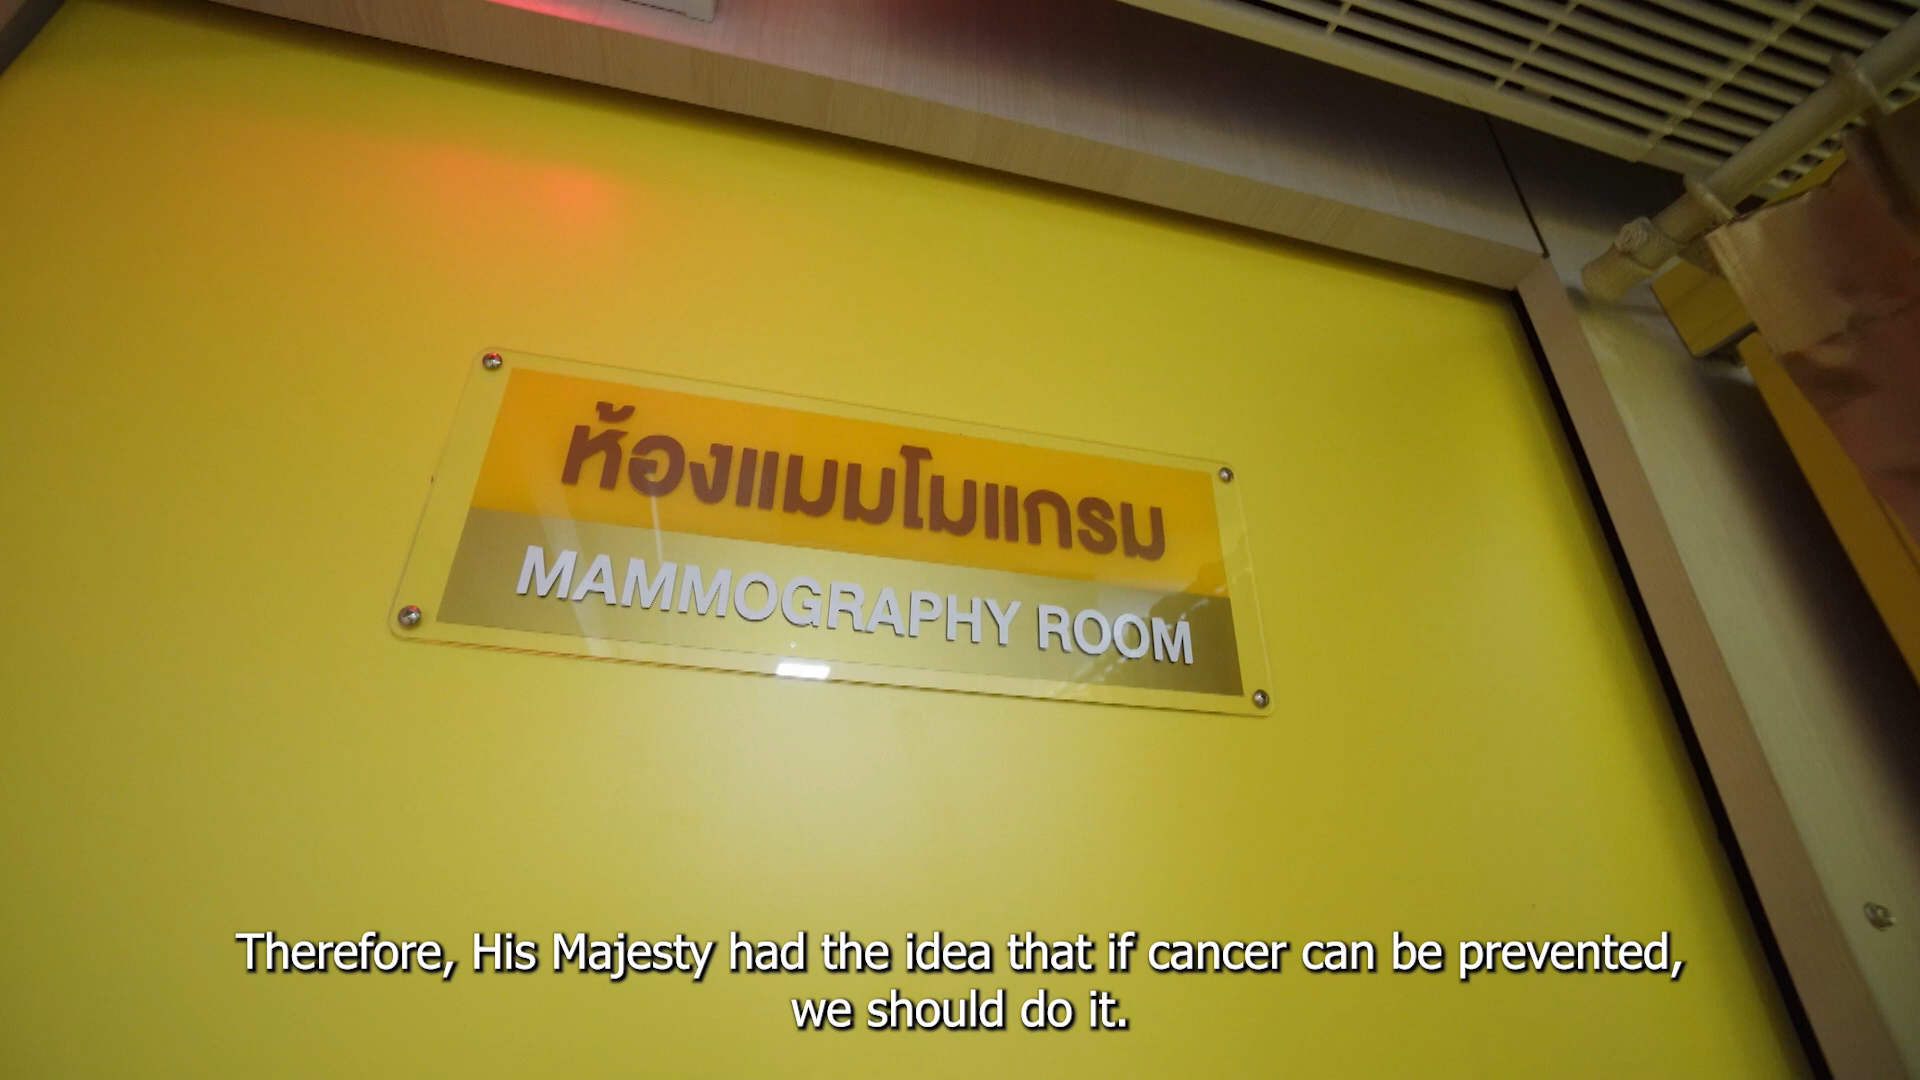 ห้องแมมโมแกรม
MAMMOGRAPHY ROOM
Therefore, His Majesty had the idea that if cancer can be prevented,
we should do it.